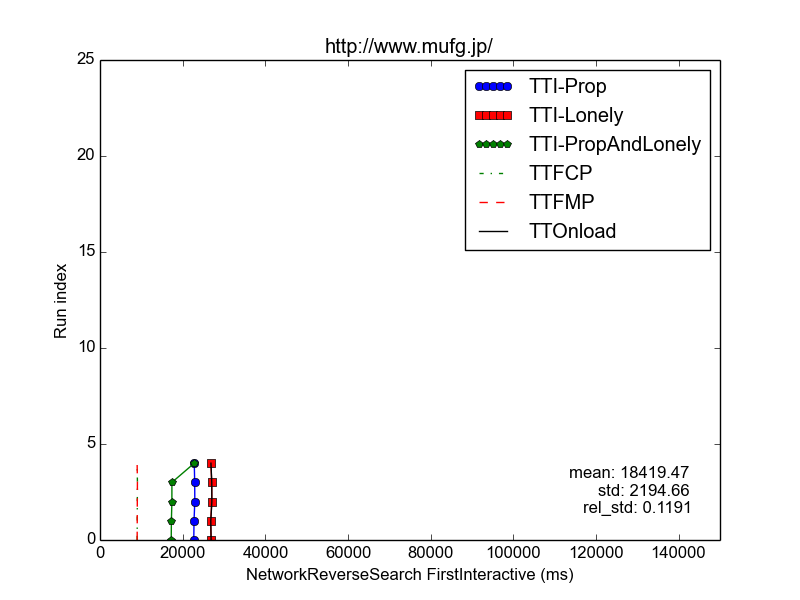 http://www.mufg.jp/
25
20
15
10
5
0
Run index
TTI-Prop
TTI-Lonely
TTI-PropAndLonely
TTFCP
TTFMP
TTOnload
mean: 18419.47
std: 2194.66
rel_std: 0.1191
0 20000 40000 60000 80000 100000 120000 140000
NetworkReverseSearch FirstInteractive (ms)